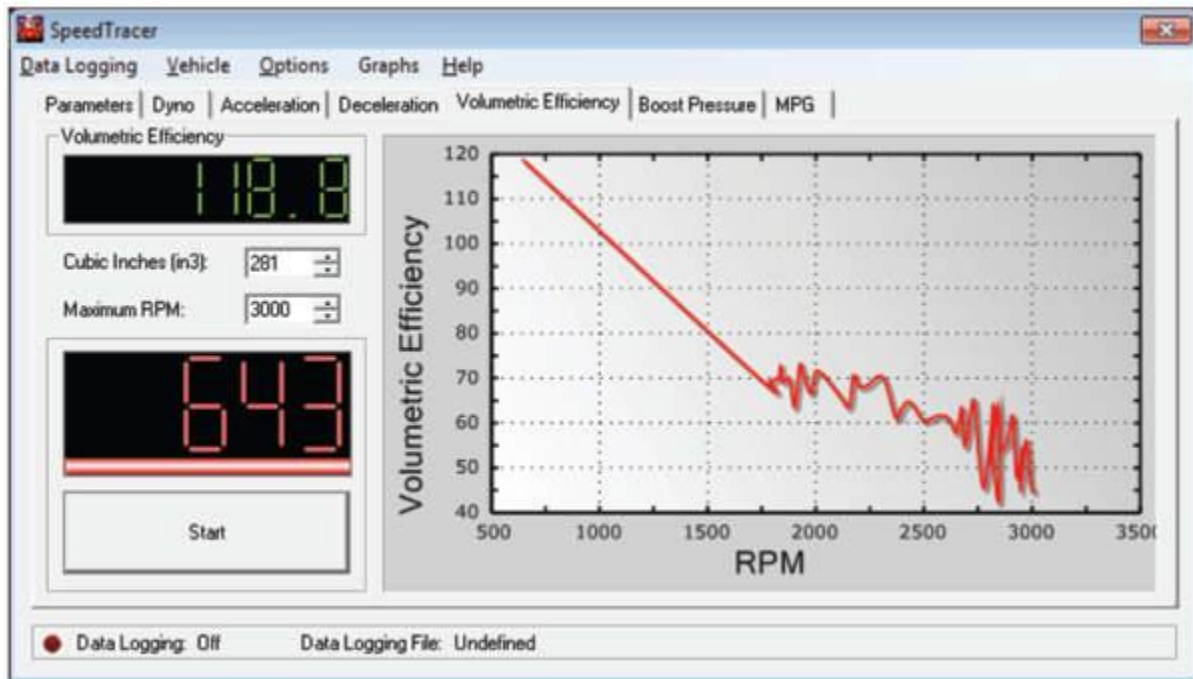 SpeedTracer
Data Logging Vehicle Options Graphs Help
Parameters Dyno Acceleration Deceleration Volumetric Efficiency Boost Pressure MPG
Volumetric Efficiency
118.8
Cubic Inches (in3): 281
Maximum RPM: 3000
643
Start
Volumetric Efficiency
120
110
100
90
80
70
60
50
40
500 1000 1500 2000 2500 3000 350
RPM
Data Logging: Off Data Logging File: Undefined